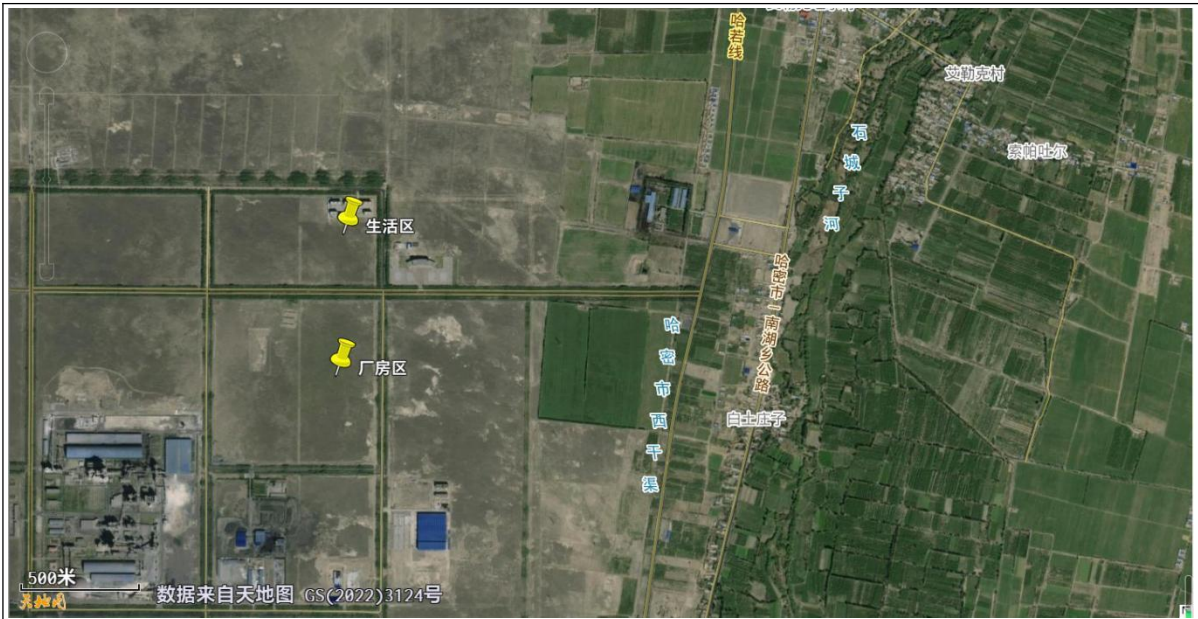 哈若线
艾勒克村
石城子河
索帕吐尔
生活区
哈密市—南湖乡公路
哈密市西干渠
厂房区
白土庄子
500米
天地图
数据来自天地图 GS(2022)3124号